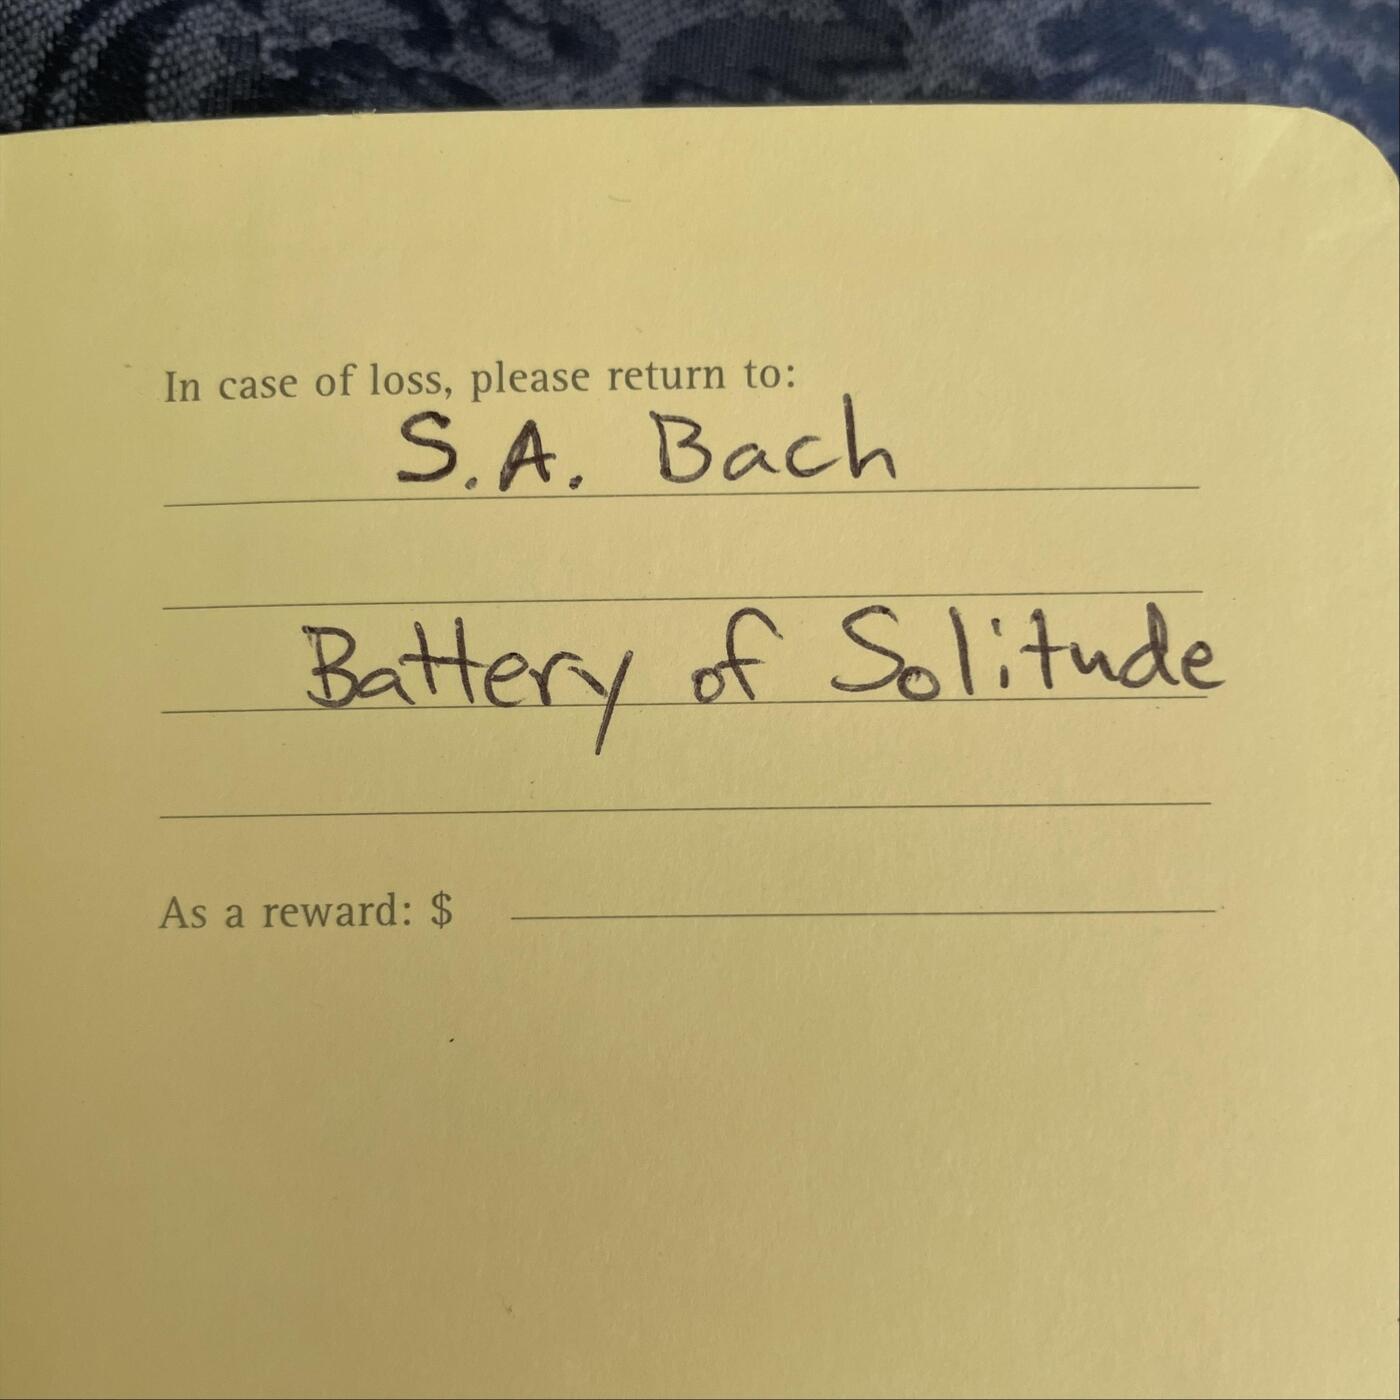 In case of loss, please return to:
S.A. Bach
Battery of Solitude
As a reward: $